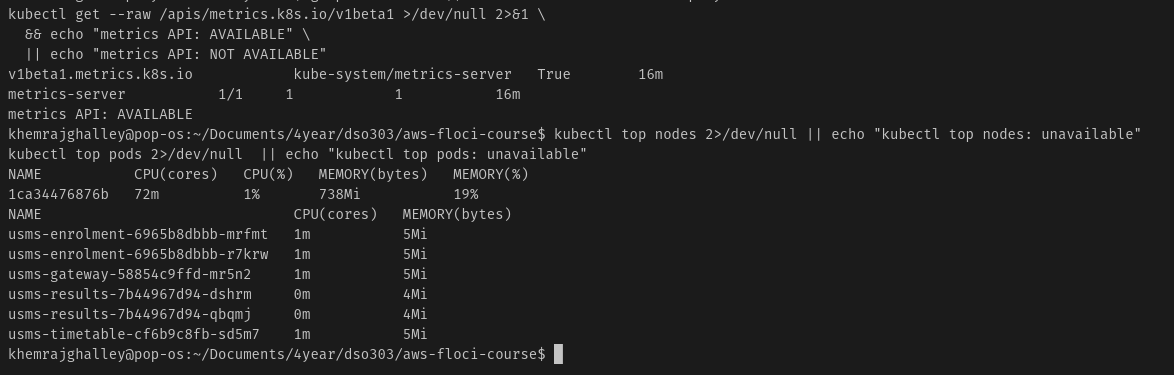 kubectl get --raw /apis/metrics.k8s.io/v1beta1 >/dev/null 2>&1 \
  && echo "metrics API: AVAILABLE" \
  || echo "metrics API: NOT AVAILABLE"
v1beta1.metrics.k8s.io            kube-system/metrics-server   True        16m
metrics-server           1/1     1            1           16m
metrics API: AVAILABLE
khemrajghalley@pop-os:~/Documents/4year/dso303/aws-floci-course$ kubectl top nodes 2>/dev/null || echo "kubectl top nodes: unavailable"
kubectl top pods 2>/dev/null  || echo "kubectl top pods: unavailable"
NAME           CPU(cores)   CPU(%)   MEMORY(bytes)   MEMORY(%)
1ca34476876b   72m          1%       738Mi           19%
NAME                              CPU(cores)   MEMORY(bytes)
usms-enrolment-6965b8dbbb-mrfmt   1m           5Mi
usms-enrolment-6965b8dbbb-r7krw   1m           5Mi
usms-gateway-58854c9ffd-mr5n2     1m           5Mi
usms-results-7b44967d94-dshrm     0m           4Mi
usms-results-7b44967d94-qbqmj     0m           4Mi
usms-timetable-cf6b9c8fb-sd5m7    1m           5Mi
khemrajghalley@pop-os:~/Documents/4year/dso303/aws-floci-course$